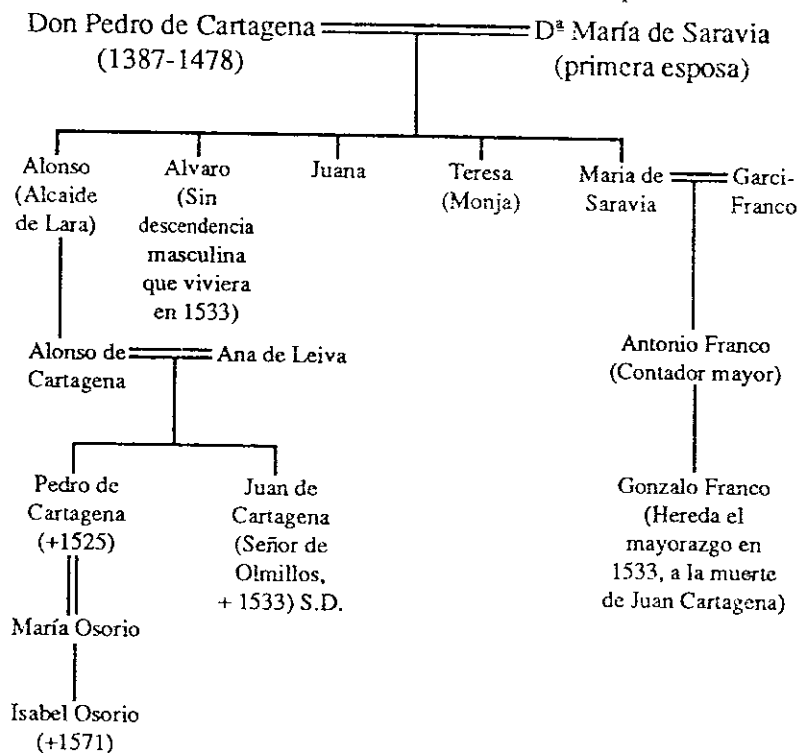 Don Pedro de Cartagena
(1387-1478)
Dª María de Saravia
(primera esposa)
Alonso
(Alcaide
de Lara)
Alvaro
(Sin
descendencia
masculina
que viviera
en 1533)
Juana
Teresa
(Monja)
Maria de
Saravia
Garci-
Franco
Alonso de
Cartagena
Ana de Leiva
Antonio Franco
(Contador mayor)
Pedro de
Cartagena
(+1525)
Juan de
Cartagena
(Señor de
Olmillos,
+ 1533) S.D.
Gonzalo Franco
(Hereda el
mayorazgo en
1533, a la muerte
de Juan Cartagena)
María Osorio
Isabel Osorio
(+1571)